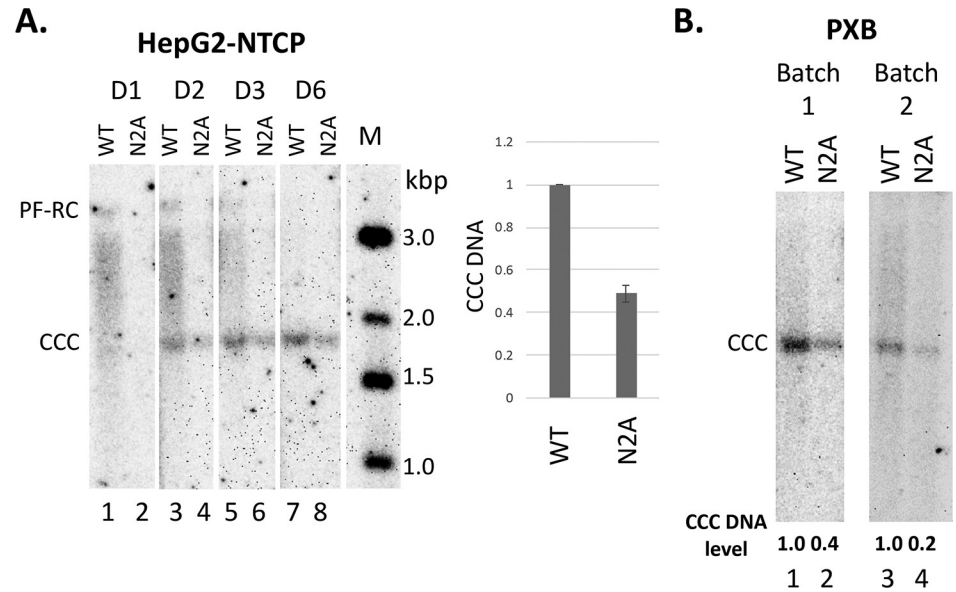 A.
HepG2-NTCP
D1 D2 D3 D6
WT N2A WT N2A WT N2A WT N2A M
kbp
PF-RC
3.0
2.0
CCC
1.5
1.0
1 2 3 4 5 6 7 8
1.2
1
0.8
0.6
0.4
0.2
0
CCC DNA
WT N2A
B.
PXB
Batch Batch
1 2
WT N2A WT N2A
CCC
CCC DNA
level
1.0 0.4 1.0 0.2
1 2 3 4